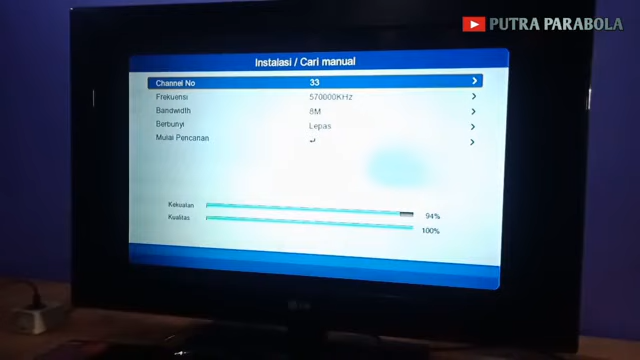 PUTRA PARABOLA
Instalasi / Cari manual
Channel No 33
Frekuensi 570000KHz
Bandwidth 8M
Berbunyi Lepas
Mulai Pencarian
Kekuatan 94%
Kualitas 100%
LG